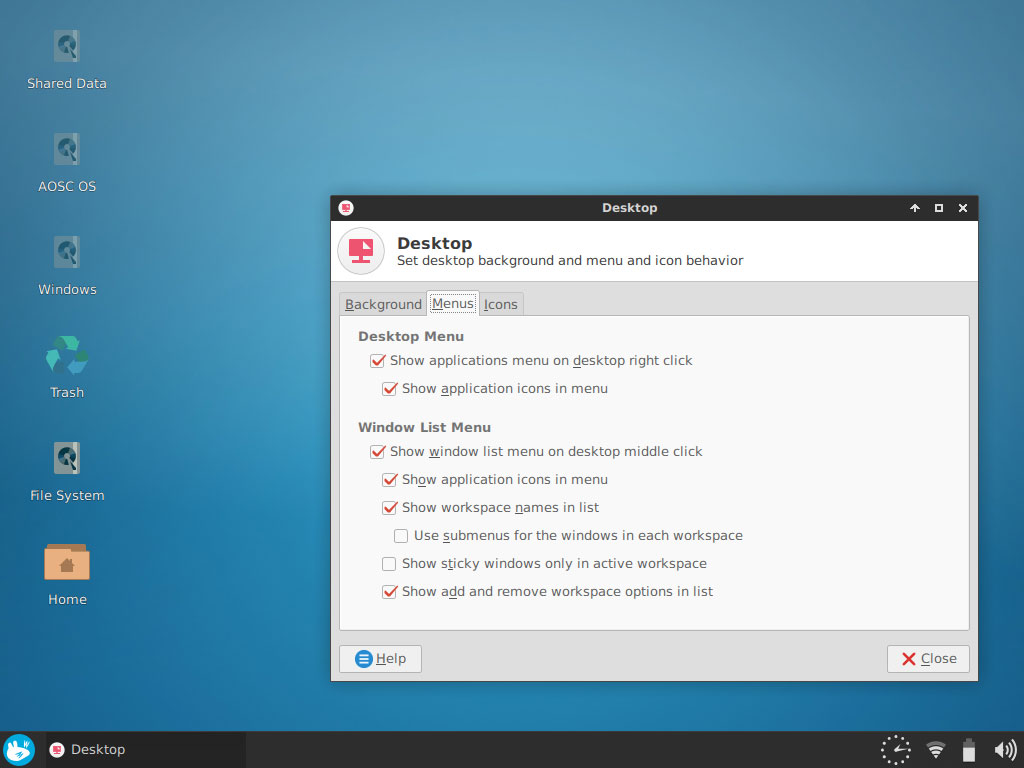 Shared Data
AOSC OS
Windows
Trash
File System
Home
Desktop
Desktop
Set desktop background and menu and icon behavior
Background Menus Icons
Desktop Menu
Show applications menu on desktop right click
Show application icons in menu
Window List Menu
Show window list menu on desktop middle click
Show application icons in menu
Show workspace names in list
Use submenus for the windows in each workspace
Show sticky windows only in active workspace
Show add and remove workspace options in list
Help Close
Desktop